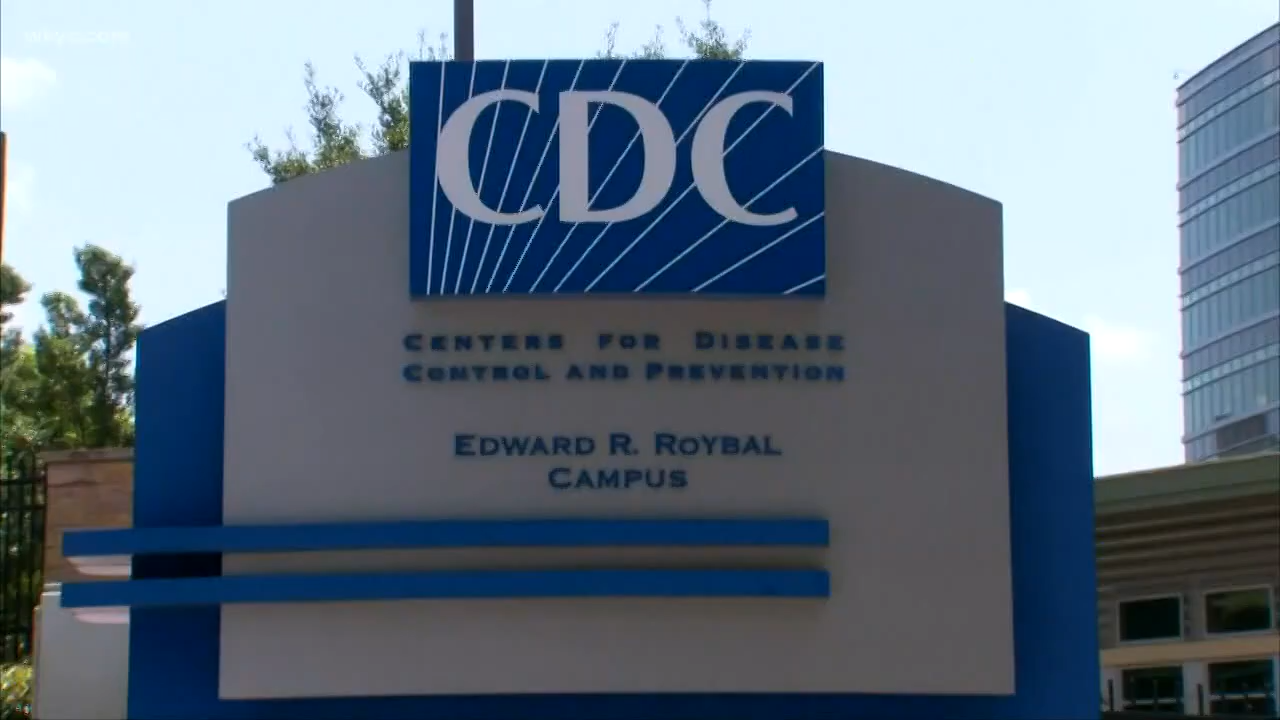 CDC
CENTERS FOR DISEASE
CONTROL AND PREVENTION
EDWARD R. ROYBAL
CAMPUS